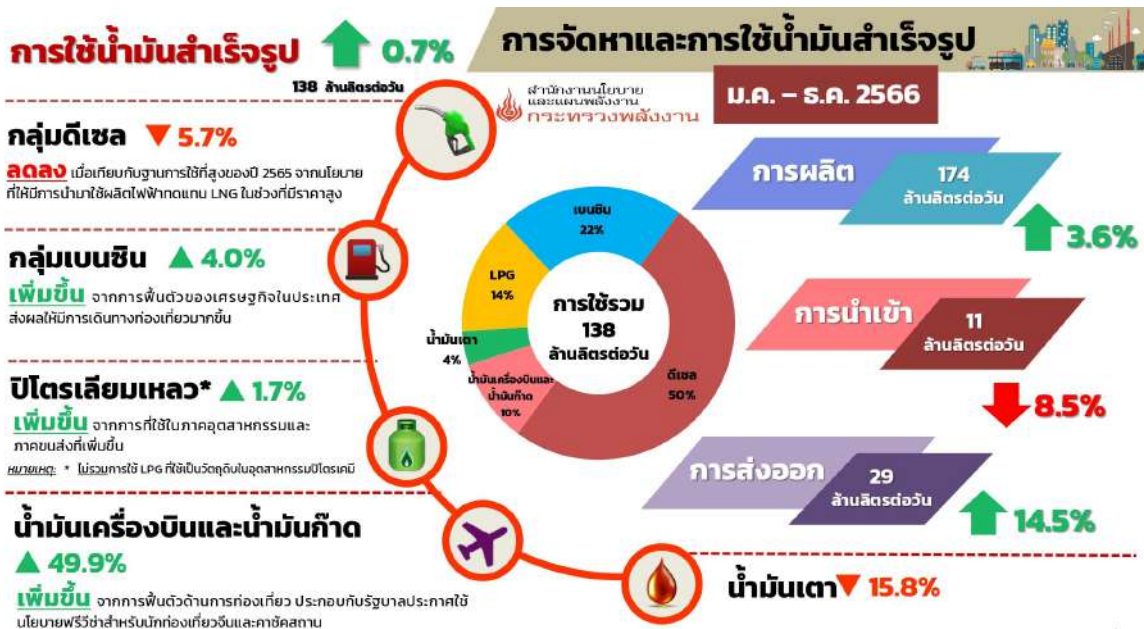 การใช้น้ำมันสำเร็จรูป
0.7%
138 ล้านลิตรต่อวัน
การจัดหาและการใช้น้ำมันสำเร็จรูป
สำนักงานนโยบาย
และแผนพลังงาน
กระทรวงพลังงาน
ม.ค. – ธ.ค. 2566
กลุ่มดีเซล ▼ 5.7%
ลดลง เมื่อเทียบกับฐานการใช้ที่สูงของปี 2565 จากนโยบาย
ที่ให้มีการนำมาใช้ผลิตไฟฟ้าทดแทน LNG ในช่วงที่มีราคาสูง
กลุ่มเบนซิน ▲ 4.0%
เพิ่มขึ้น จากการฟื้นตัวของเศรษฐกิจในประเทศ
ส่งผลให้มีการเดินทางท่องเที่ยวมากขึ้น
ปิโตรเลียมเหลว* ▲ 1.7%
เพิ่มขึ้น จากการที่ใช้ในภาคอุตสาหกรรมและ
ภาคขนส่งที่เพิ่มขึ้น
หมายเหตุ: * ไม่รวมการใช้ LPG ที่ใช้เป็นวัตถุดิบในอุตสาหกรรมปิโตรเคมี
น้ำมันเครื่องบินและน้ำมันก๊าด
▲ 49.9%
เพิ่มขึ้น จากการฟื้นตัวด้านการท่องเที่ยว ประกอบกับรัฐบาลประกาศใช้
นโยบายฟรีวีซ่าสำหรับนักท่องเที่ยวจีนและคาซัคสถาน
เบนซิน
22%
LPG
14%
น้ำมันเตา
4%
น้ำมันเครื่องบินและ
น้ำมันก๊าด
10%
ดีเซล
50%
การใช้รวม
138
ล้านลิตรต่อวัน
การผลิต
174
ล้านลิตรต่อวัน
3.6%
การนำเข้า
11
ล้านลิตรต่อวัน
8.5%
การส่งออก
29
ล้านลิตรต่อวัน
14.5%
น้ำมันเตา▼ 15.8%